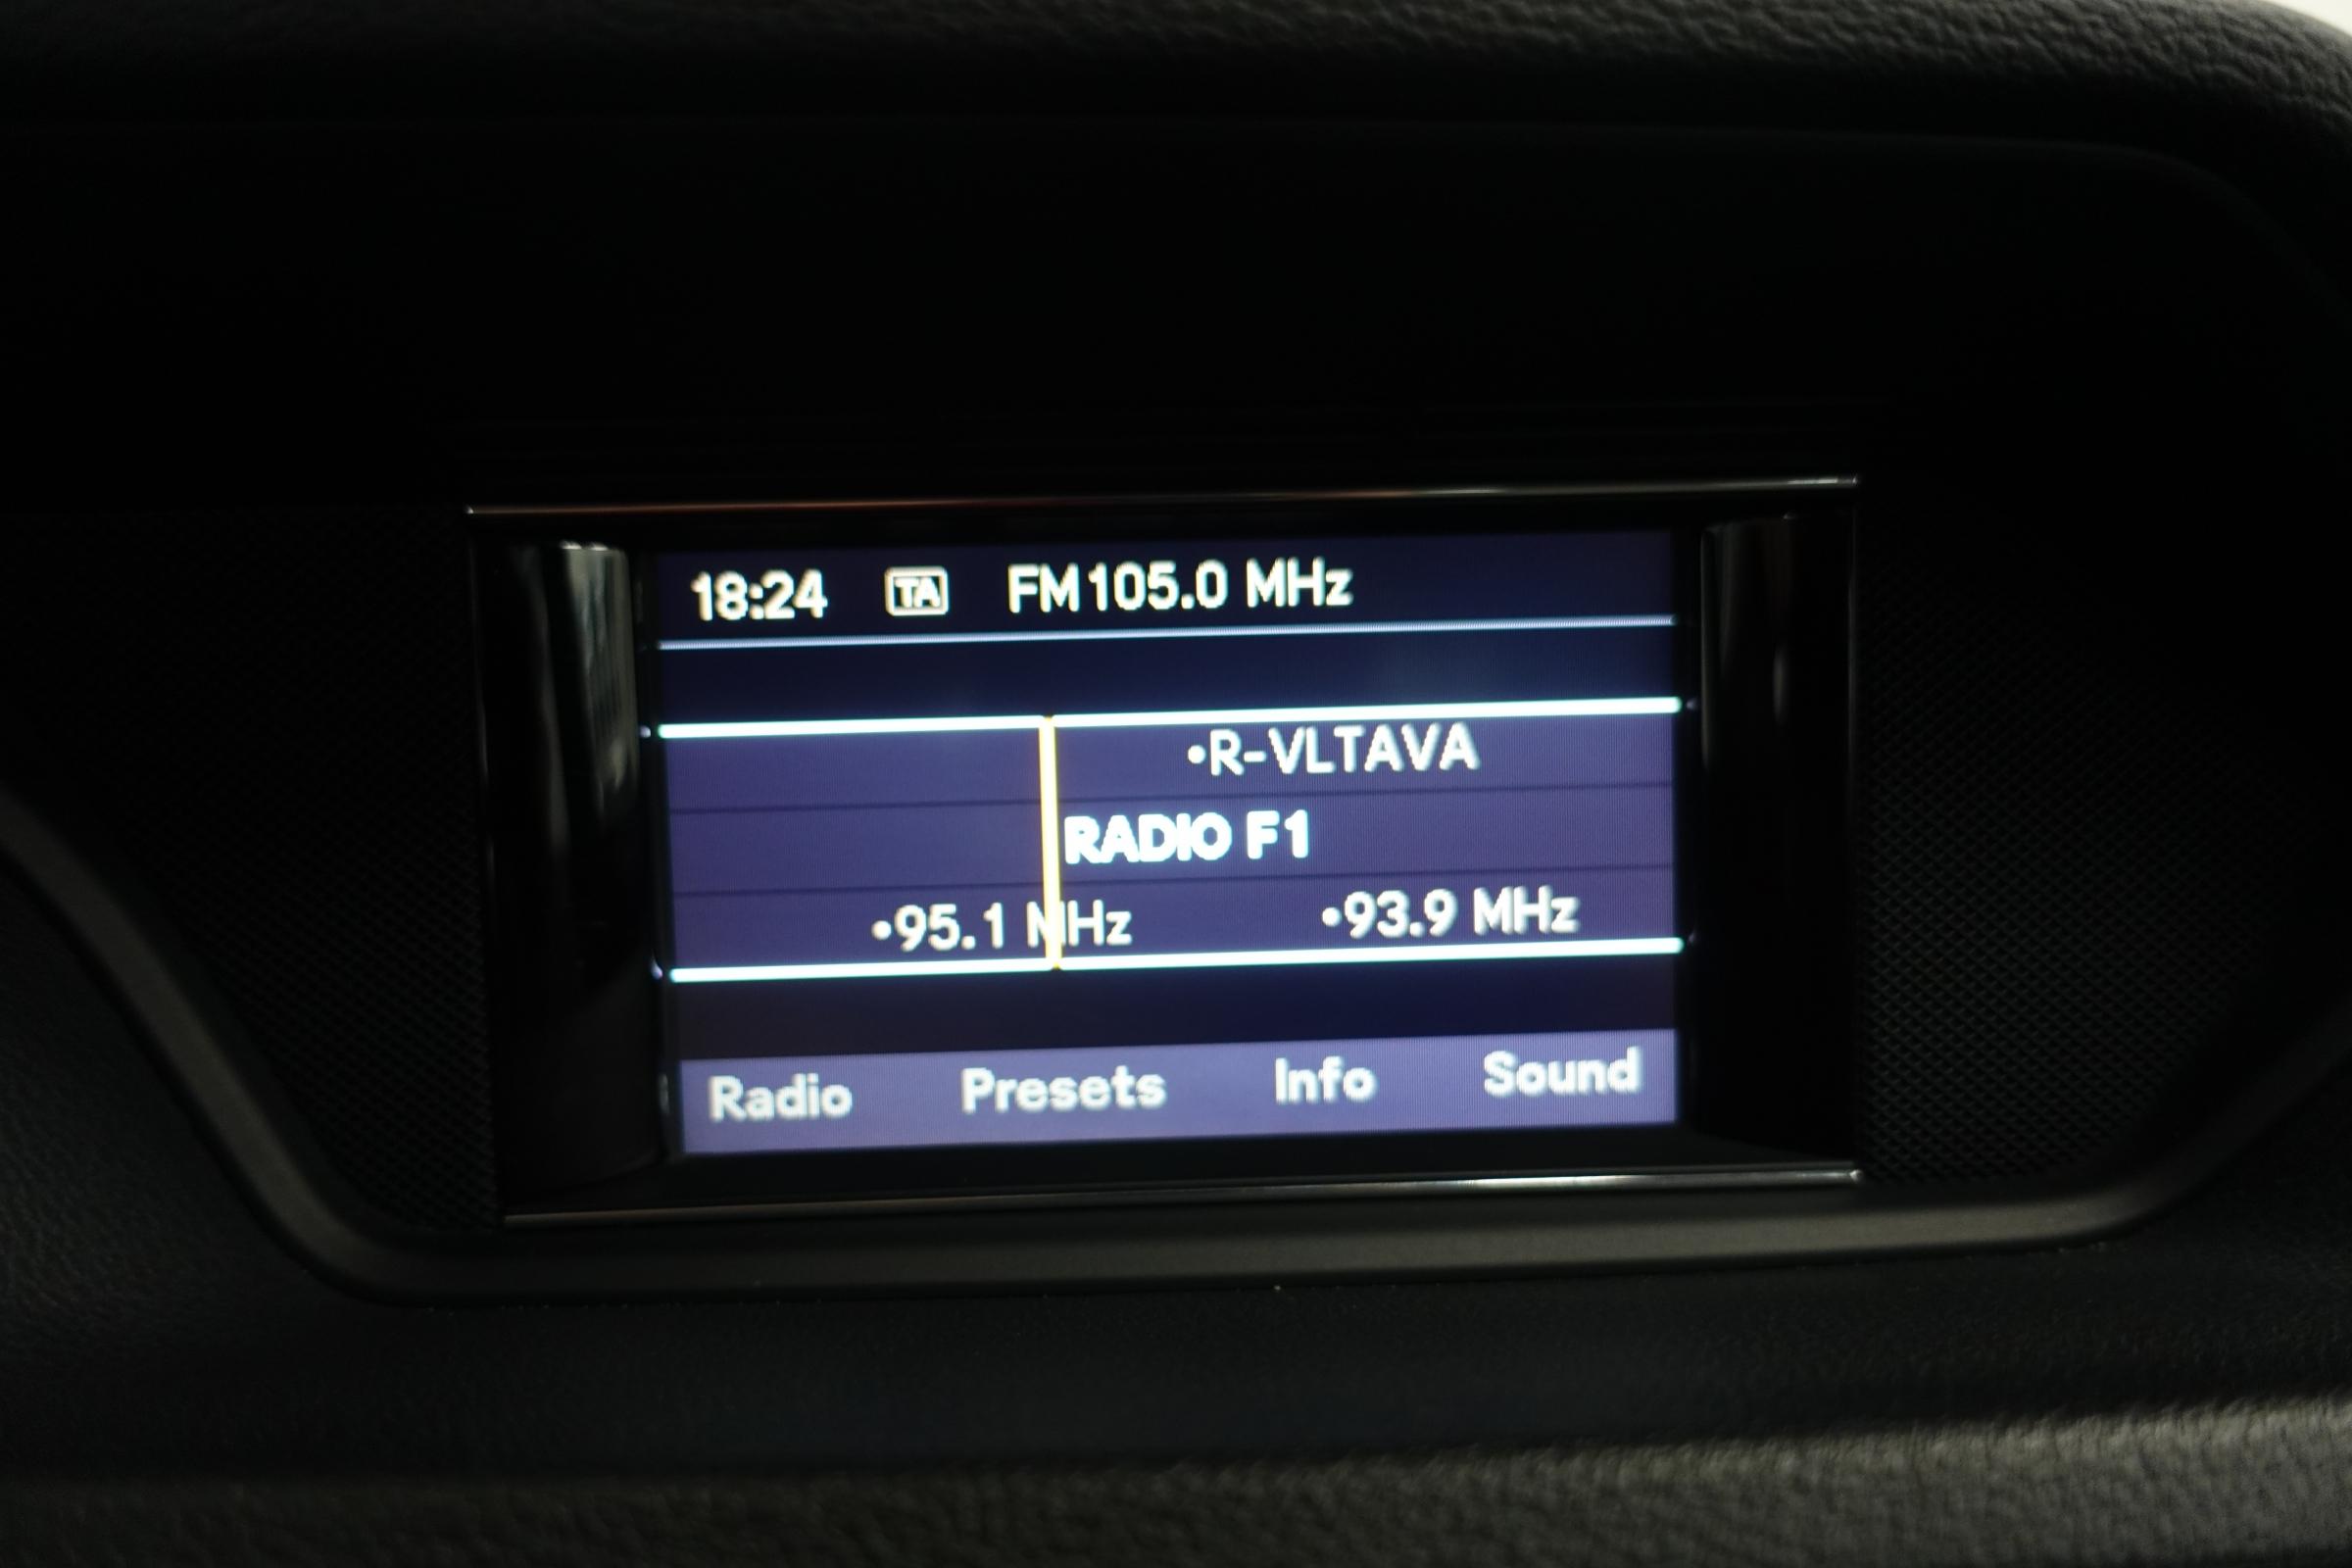 18:24 TA FM 105.0 MHz
•R-VLTAVA
RADIO F1
•95.1 MHz •93.9 MHz
Radio Presets Info Sound